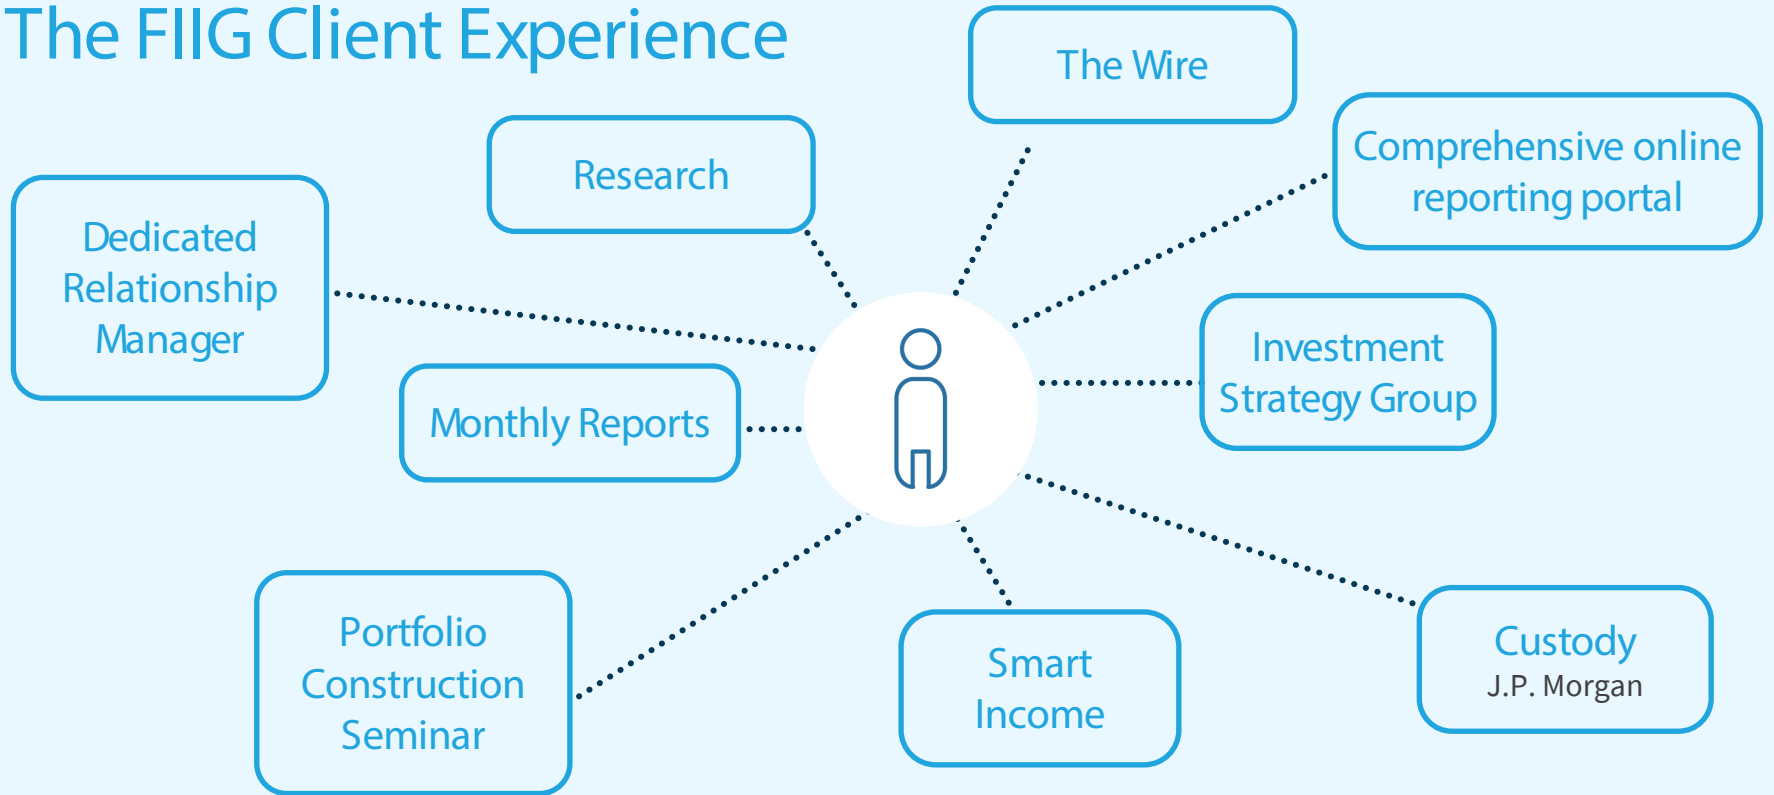 The FIIG Client Experience
The Wire
Research
Comprehensive online
reporting portal
Dedicated
Relationship
Manager
Investment
Strategy Group
Monthly Reports
Portfolio
Construction
Seminar
Smart
Income
Custody
J.P. Morgan